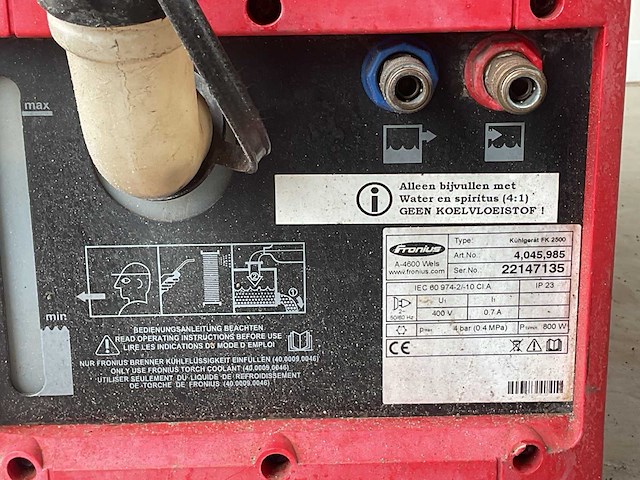 max
min
Alleen bijvullen met
Water en spiritus (4:1)
GEEN KOELVLOEISTOF !
Fronius
A-4600 Wels
www.fronius.com
Type: Kühlgerät FK 2500
Art.No.: 4,045,985
Ser.No.: 22147135
IEC 60 974-2/-10 Cl.A IP 23
U1 I1
50/60 Hz 400 V 0.7 A
pmax 4 bar (0.4 MPa) P1min 800 W
CE
BEDIENUNGSANLEITUNG BEACHTEN
READ OPERATING INSTRUCTIONS BEFORE USE
LIRE LES INDICATIONS DU MODE D'EMPLOI
NUR FRONIUS BRENNER KÜHLFLÜSSIGKEIT EINFÜLLEN (40,0009,0046)
ONLY USE FRONIUS TORCH COOLANT (40,0009,0046)
UTILISER SEULEMENT DU LIQUIDE DE REFROIDISSEMENT
DE TORCHE DE FRONIUS (40,0009,0046)